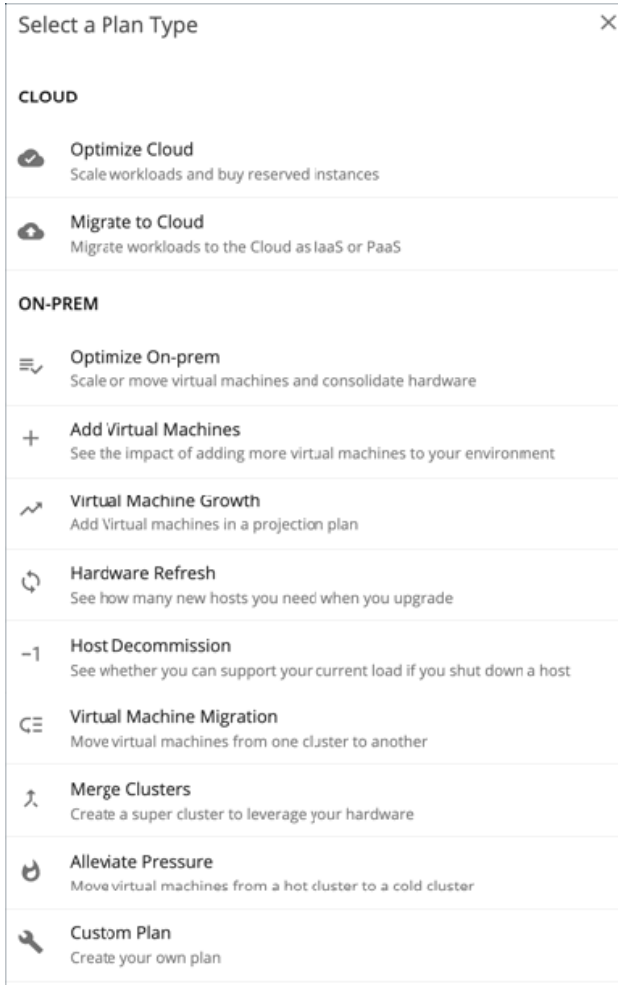 Select a Plan Type
CLOUD
Optimize Cloud
Scale workloads and buy reserved instances
Migrate to Cloud
Migrate workloads to the Cloud as IaaS or PaaS
ON-PREM
Optimize On-prem
Scale or move virtual machines and consolidate hardware
Add Virtual Machines
See the impact of adding more virtual machines to your environment
Virtual Machine Growth
Add Virtual machines in a projection plan
Hardware Refresh
See how many new hosts you need when you upgrade
-1
Host Decommission
See whether you can support your current load if you shut down a host
Virtual Machine Migration
Move virtual machines from one cluster to another
Merge Clusters
Create a super cluster to leverage your hardware
Alleviate Pressure
Move virtual machines from a hot cluster to a cold cluster
Custom Plan
Create your own plan